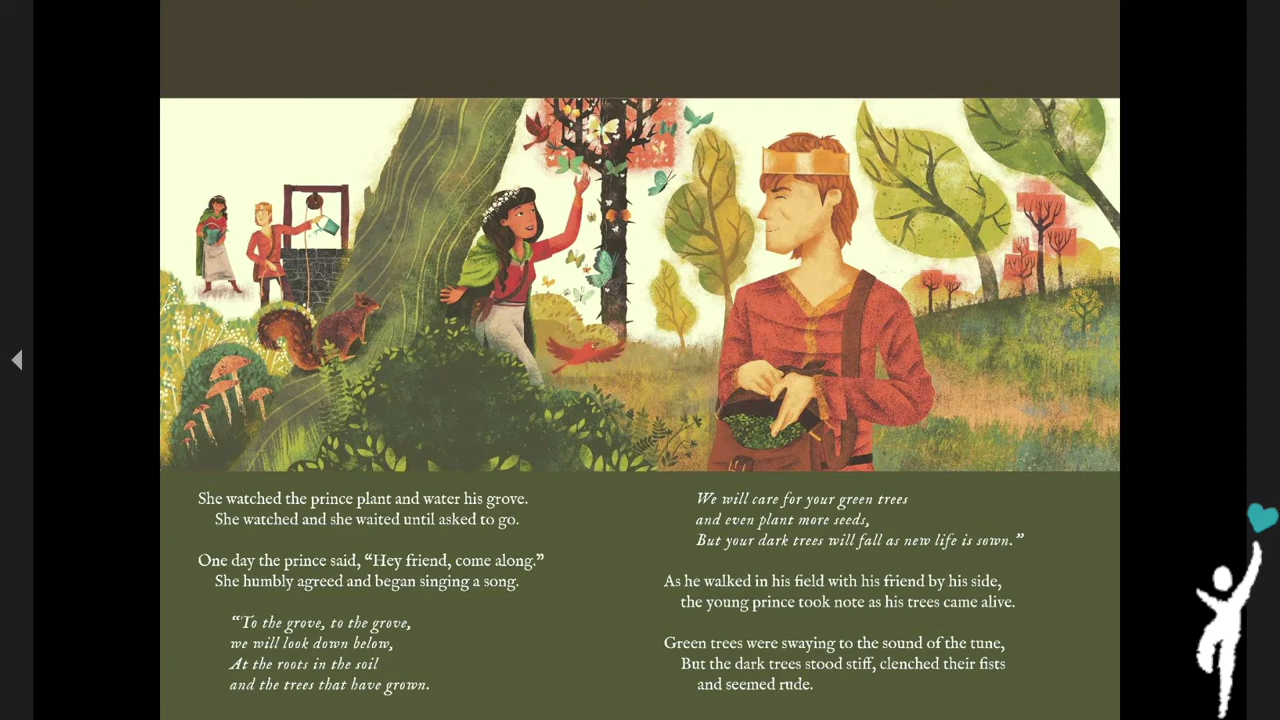 She watched the prince plant and water his grove.
She watched and she waited until asked to go.
One day the prince said, “Hey friend, come along.”
She humbly agreed and began singing a song.
“To the grove, to the grove,
we will look down below,
At the roots in the soil
and the trees that have grown.
We will care for your green trees
and even plant more seeds,
But your dark trees will fall as new life is sown.”
As he walked in his field with his friend by his side,
the young prince took note as his trees came alive.
Green trees were swaying to the sound of the tune,
But the dark trees stood stiff, clenched their fists
and seemed rude.